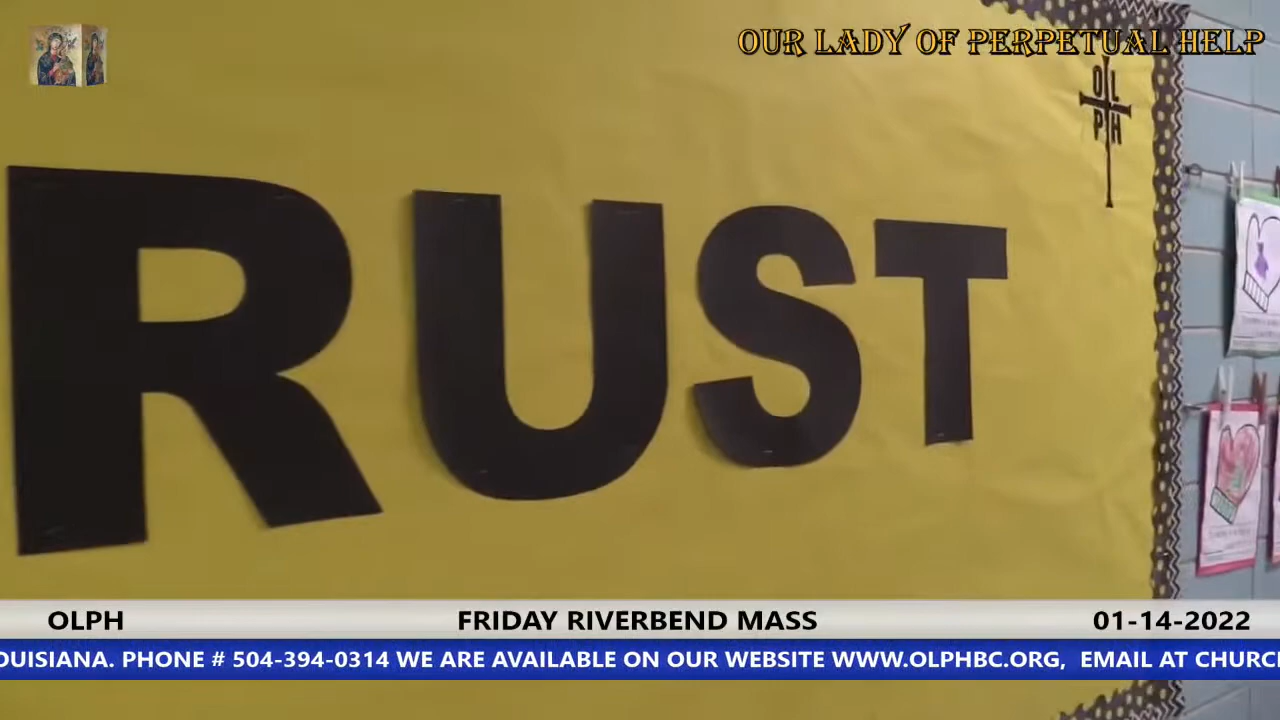 OUR LADY OF PERPETUAL HELP
OL
PH
RUST
OLPH FRIDAY RIVERBEND MASS 01-14-2022
OUISIANA. PHONE # 504-394-0314 WE ARE AVAILABLE ON OUR WEBSITE WWW.OLPHBC.ORG, EMAIL AT CHURC